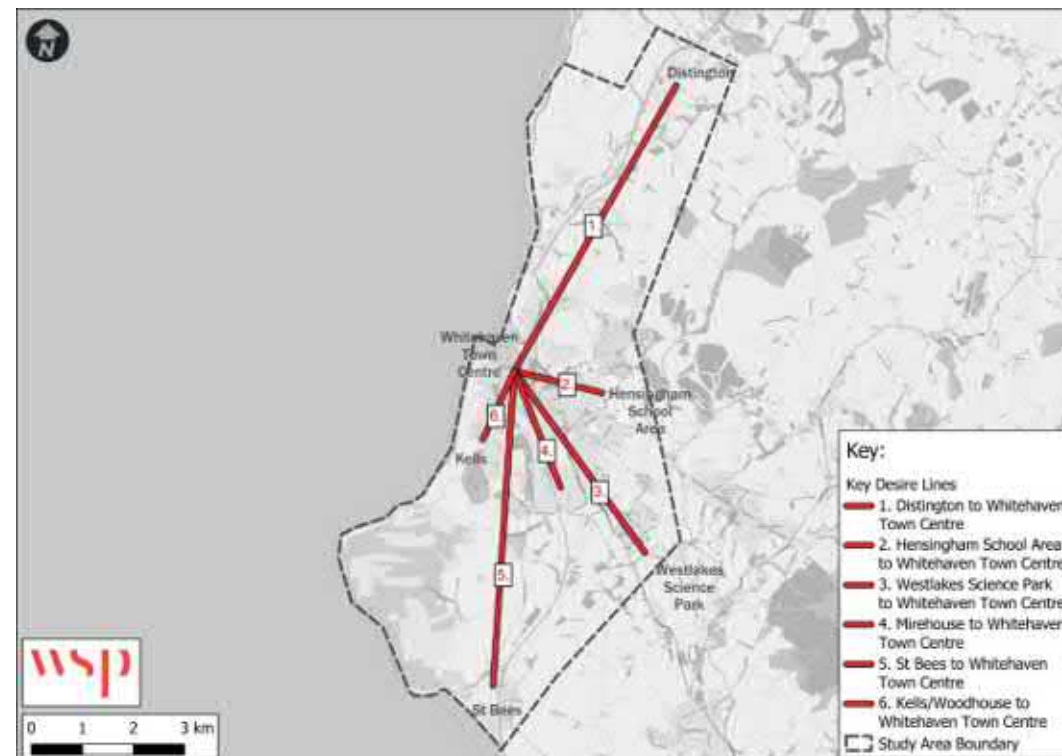 N
Distington
1.
Whitehaven
Town
Centre
2.
Hensingham
School
Area
6.
Kells
4.
3.
5.
Westlakes
Science
Park
St Bees
wsp
0 1 2 3 km
Key:
Key Desire Lines
1. Distington to Whitehaven
Town Centre
2. Hensingham School Area
to Whitehaven Town Centre
3. Westlakes Science Park
to Whitehaven Town Centre
4. Mirehouse to Whitehaven
Town Centre
5. St Bees to Whitehaven
Town Centre
6. Kells/Woodhouse to
Whitehaven Town Centre
Study Area Boundary